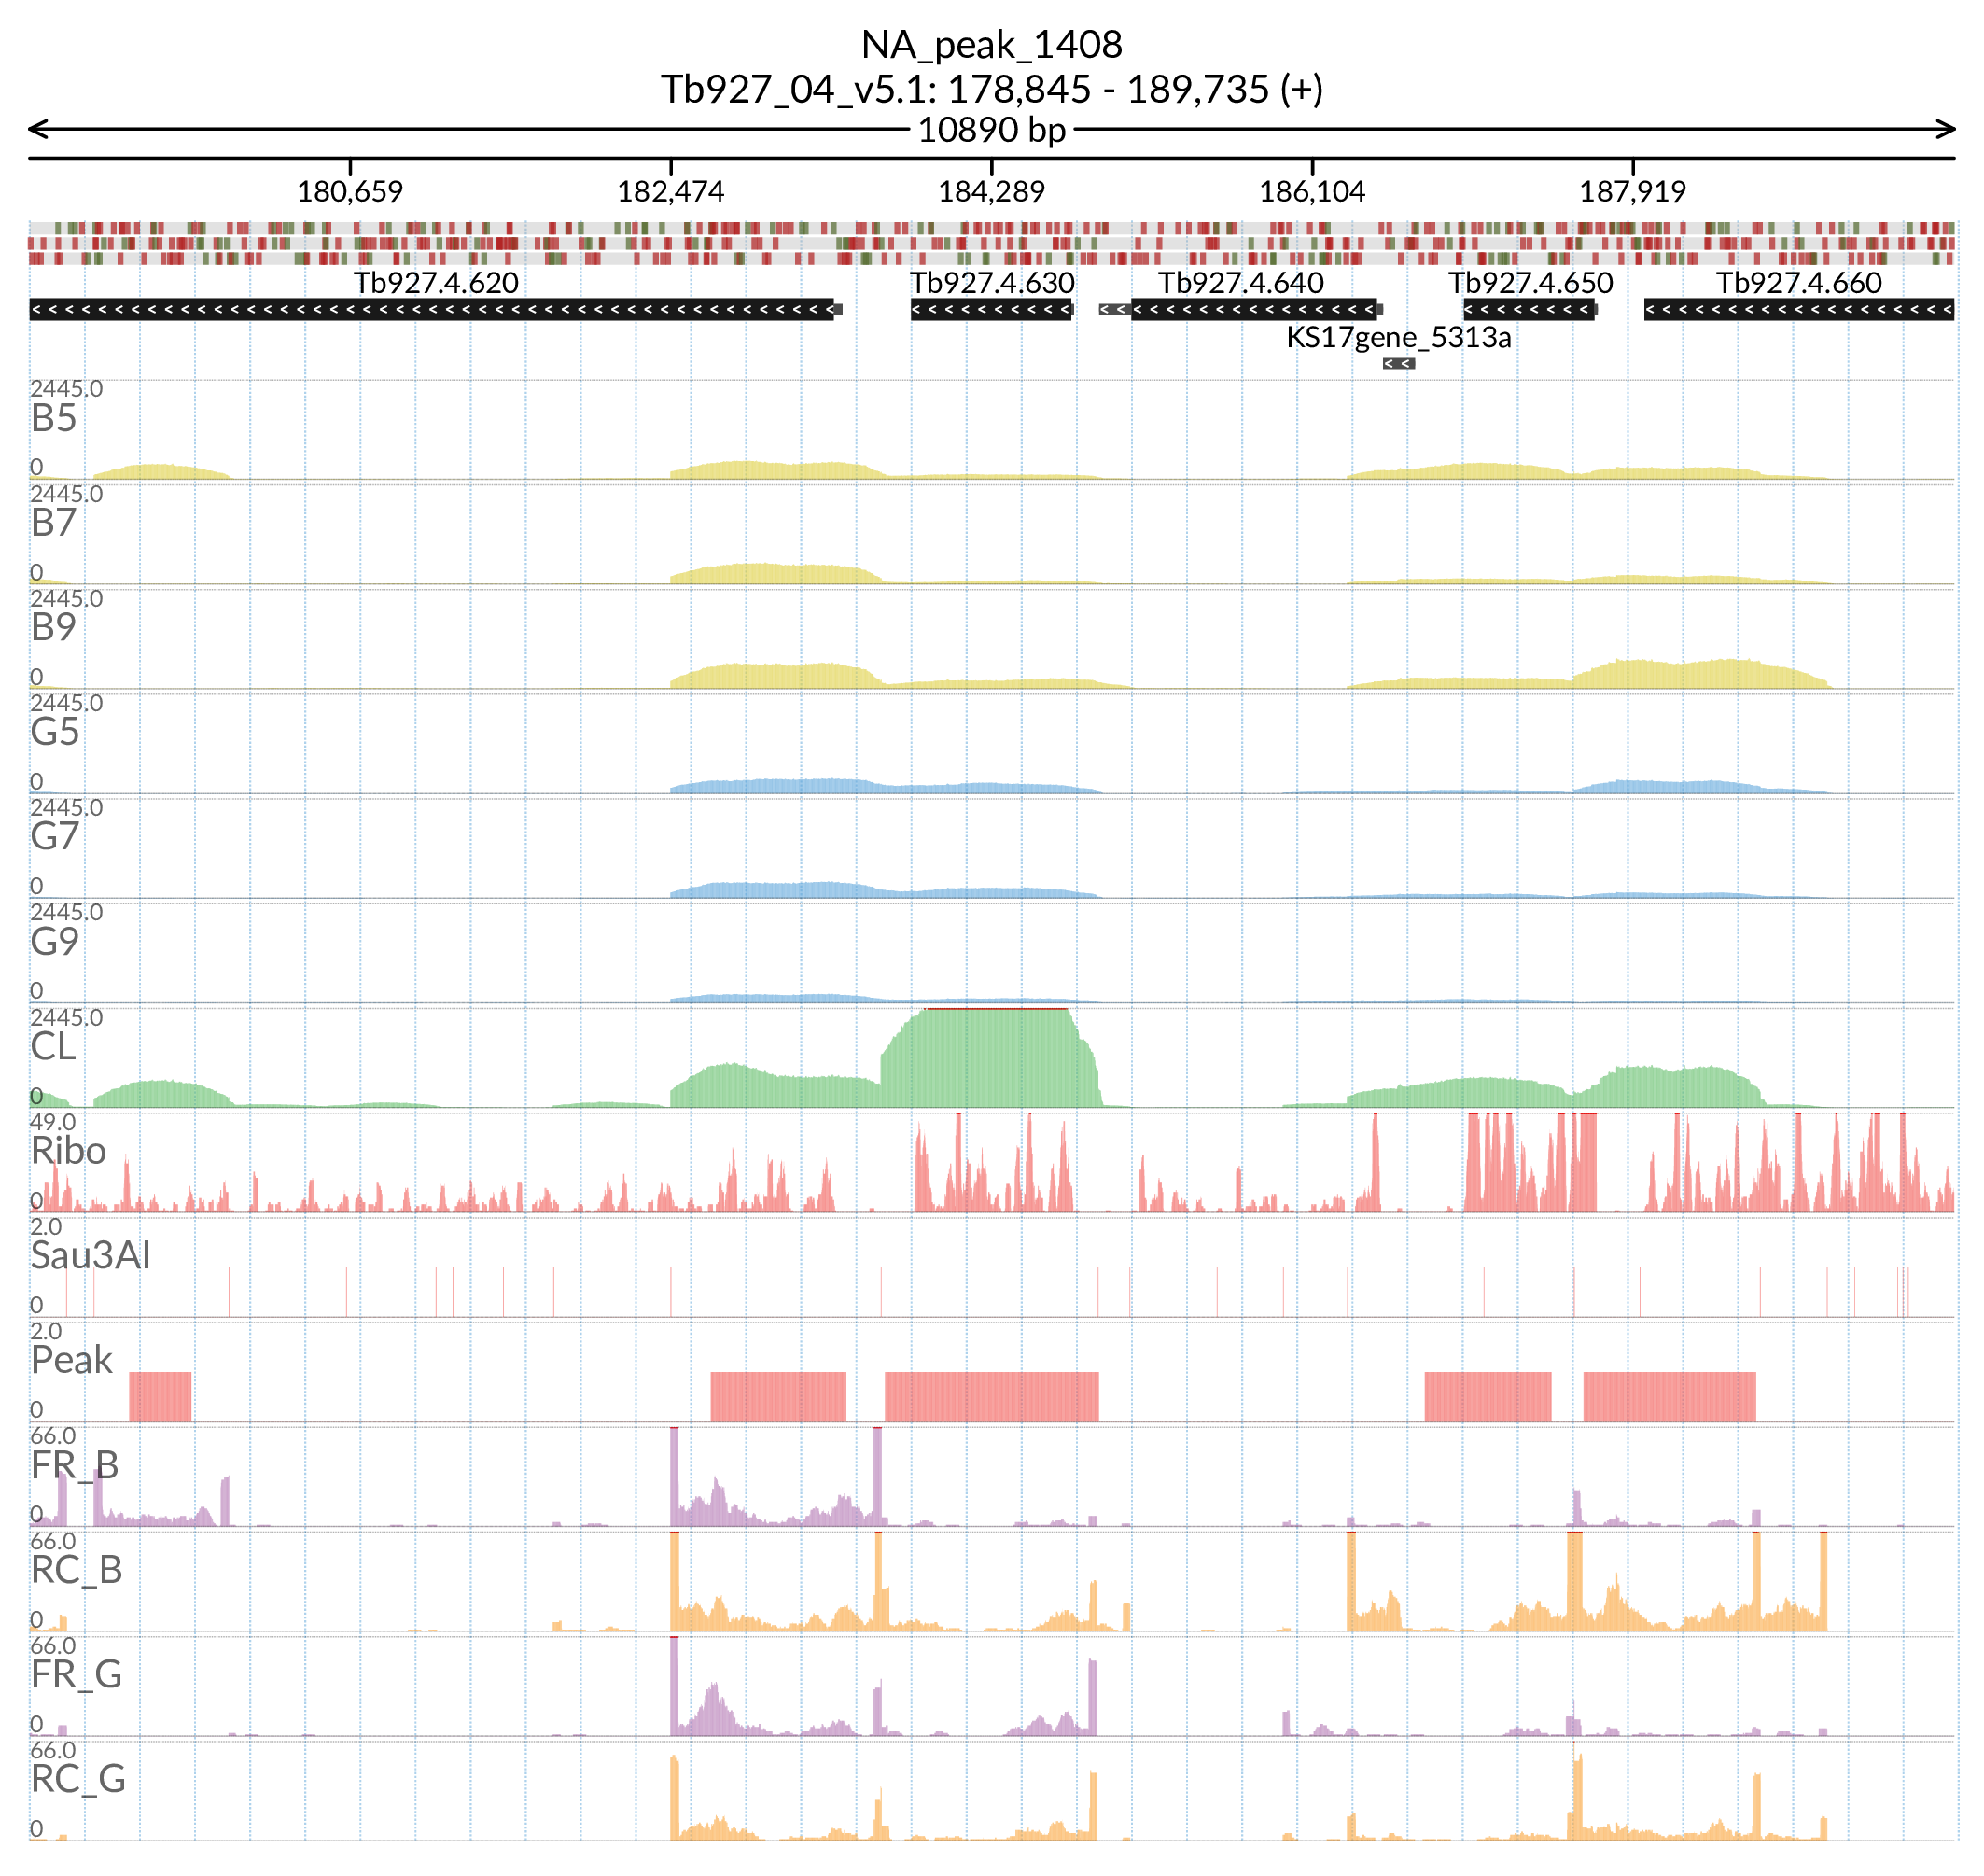 NA_peak_1408
Tb927_04_v5.1: 178,845 - 189,735 (+)
10890 bp
180,659 182,474 184,289 186,104 187,919
Tb927.4.620 Tb927.4.630 Tb927.4.640 Tb927.4.650 Tb927.4.660
KS17gene_5313a
2445.0
B5
0
2445.0
B7
0
2445.0
B9
0
2445.0
G5
0
2445.0
G7
0
2445.0
G9
0
2445.0
CL
0
49.0
Ribo
0
2.0
Sau3AI
0
2.0
Peak
0
66.0
FR_B
0
66.0
RC_B
0
66.0
FR_G
0
66.0
RC_G
0